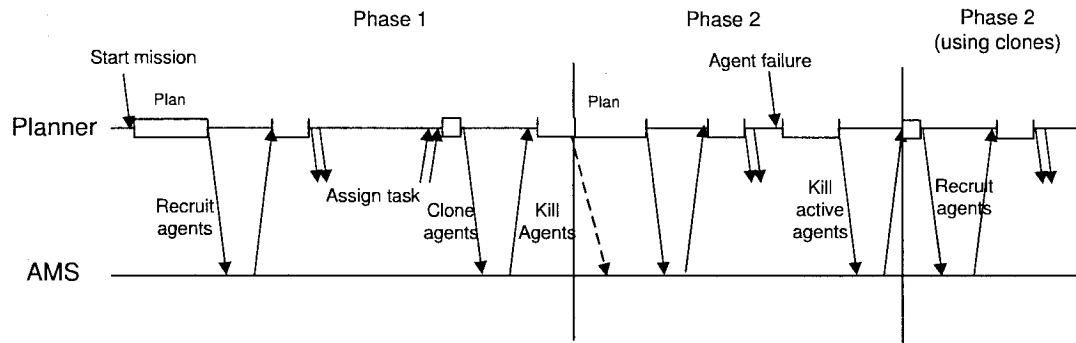 Phase 1
Phase 2
Phase 2
(using clones)
Start mission
Agent failure
Plan
Plan
Planner
Assign task
Recruit
agents
Clone
agents
Kill
Agents
Kill
active
agents
Recruit
agents
AMS